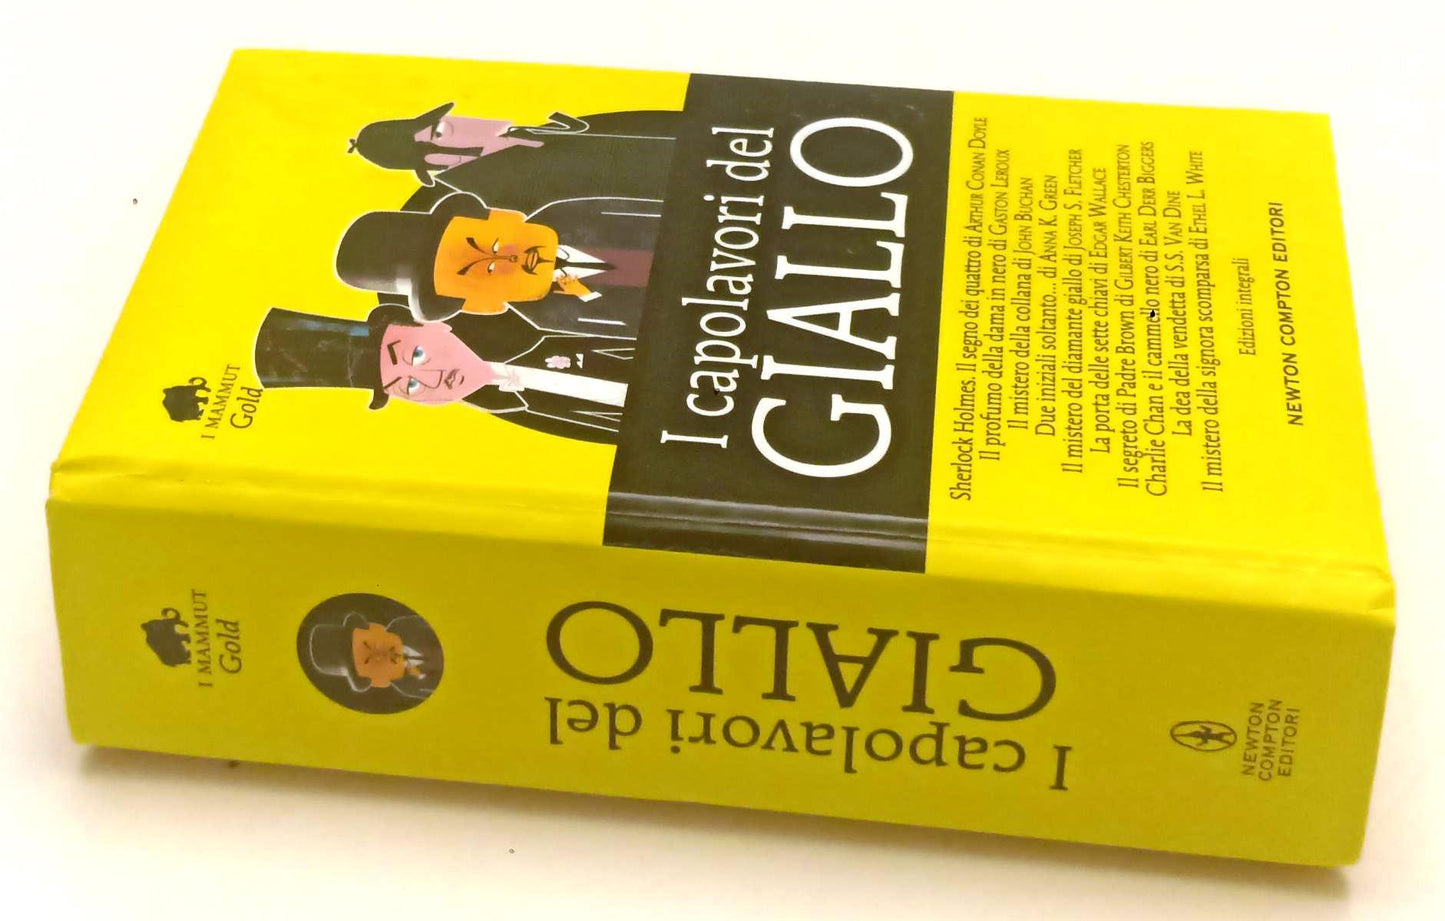 I MAMMUT
Gold
I capolavori del
GIALLO
Sherlock Holmes. Il segno dei quattro di ARTHUR CONAN DOYLE
Il profumo della dama in nero di GASTON LEROUX
Il mistero della collana di JOHN BUCHAN
Due iniziali soltanto... di ANNA K. GREEN
Il mistero del diamante giallo di JOSEPH S. FLETCHER
La porta delle sette chiavi di EDGAR WALLACE
Il segreto di Padre Brown di GILBERT KEITH CHESTERTON
Charlie Chan e il cammello nero di EARL DERR BIGGERS
La dea della vendetta di S.S. VAN DINE
Il mistero della signora scomparsa di ETHEL L. WHITE
Edizioni integrali
NEWTON COMPTON EDITORI
I MAMMUT
Gold
I capolavori del
GIALLO
NEWTON
COMPTON
EDITORI